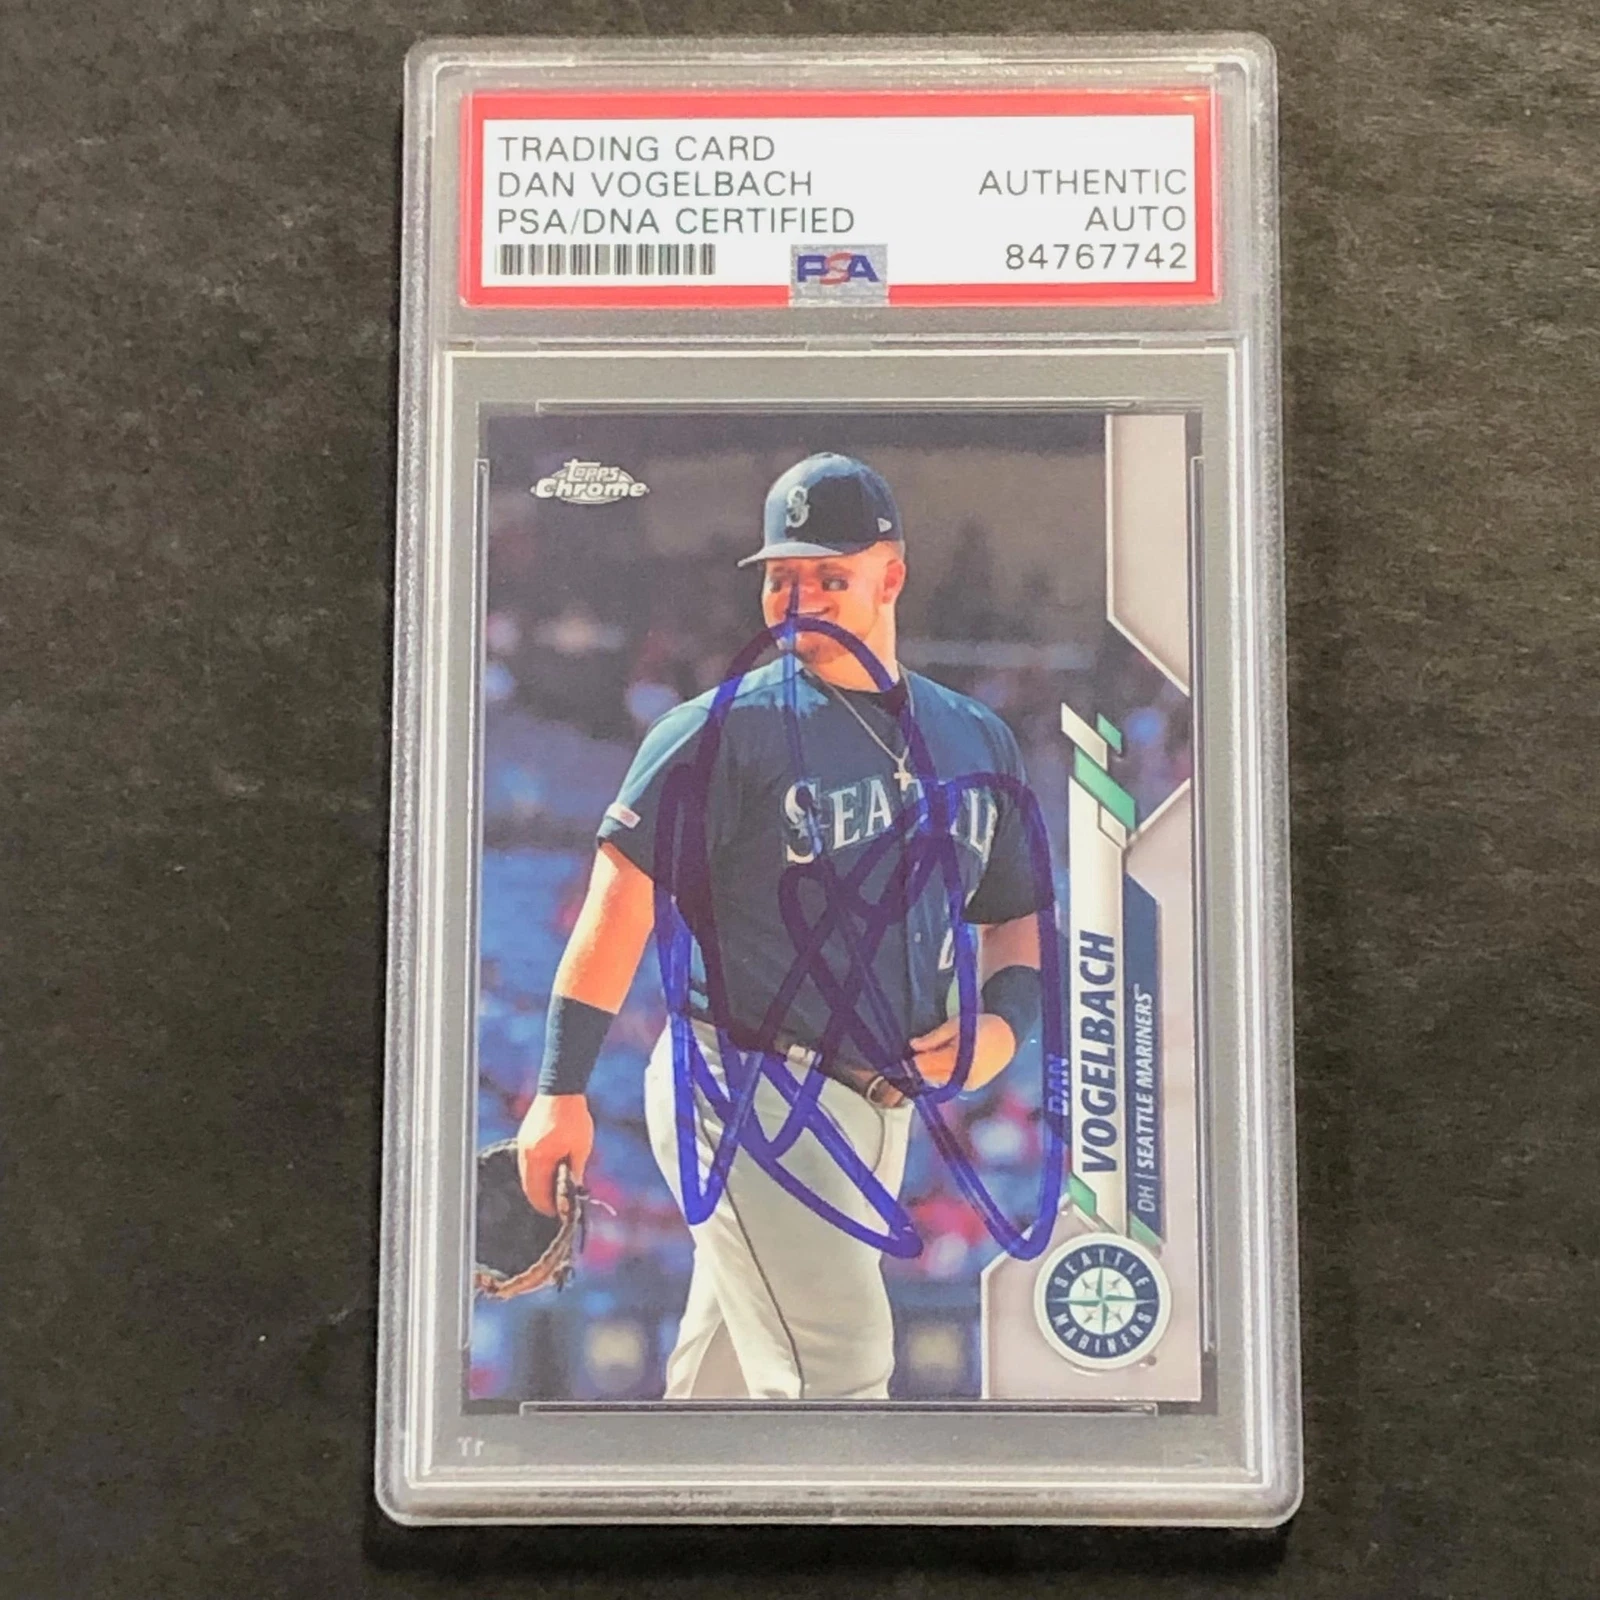 TRADING CARD
DAN VOGELBACH
PSA/DNA CERTIFIED
AUTHENTIC
AUTO
84767742
PSA
Topps
Chrome
S
SEATTLE
DAN
VOGELBACH
DH | SEATTLE MARINERS™
SEATTLE
MARINERS